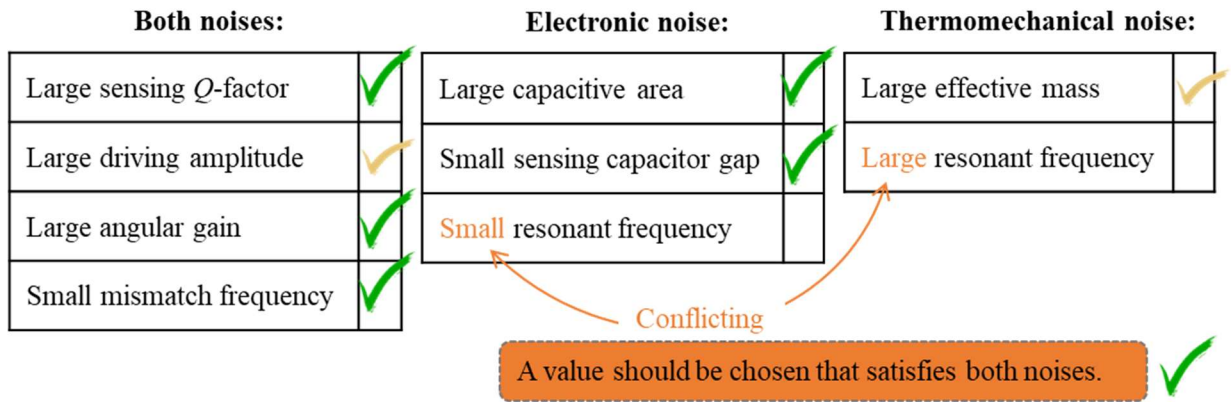 Both noises:
Large sensing Q-factor
Large driving amplitude
Large angular gain
Small mismatch frequency
Electronic noise:
Large capacitive area
Small sensing capacitor gap
Small resonant frequency
Thermomechanical noise:
Large effective mass
Large resonant frequency
Conflicting
A value should be chosen that satisfies both noises.